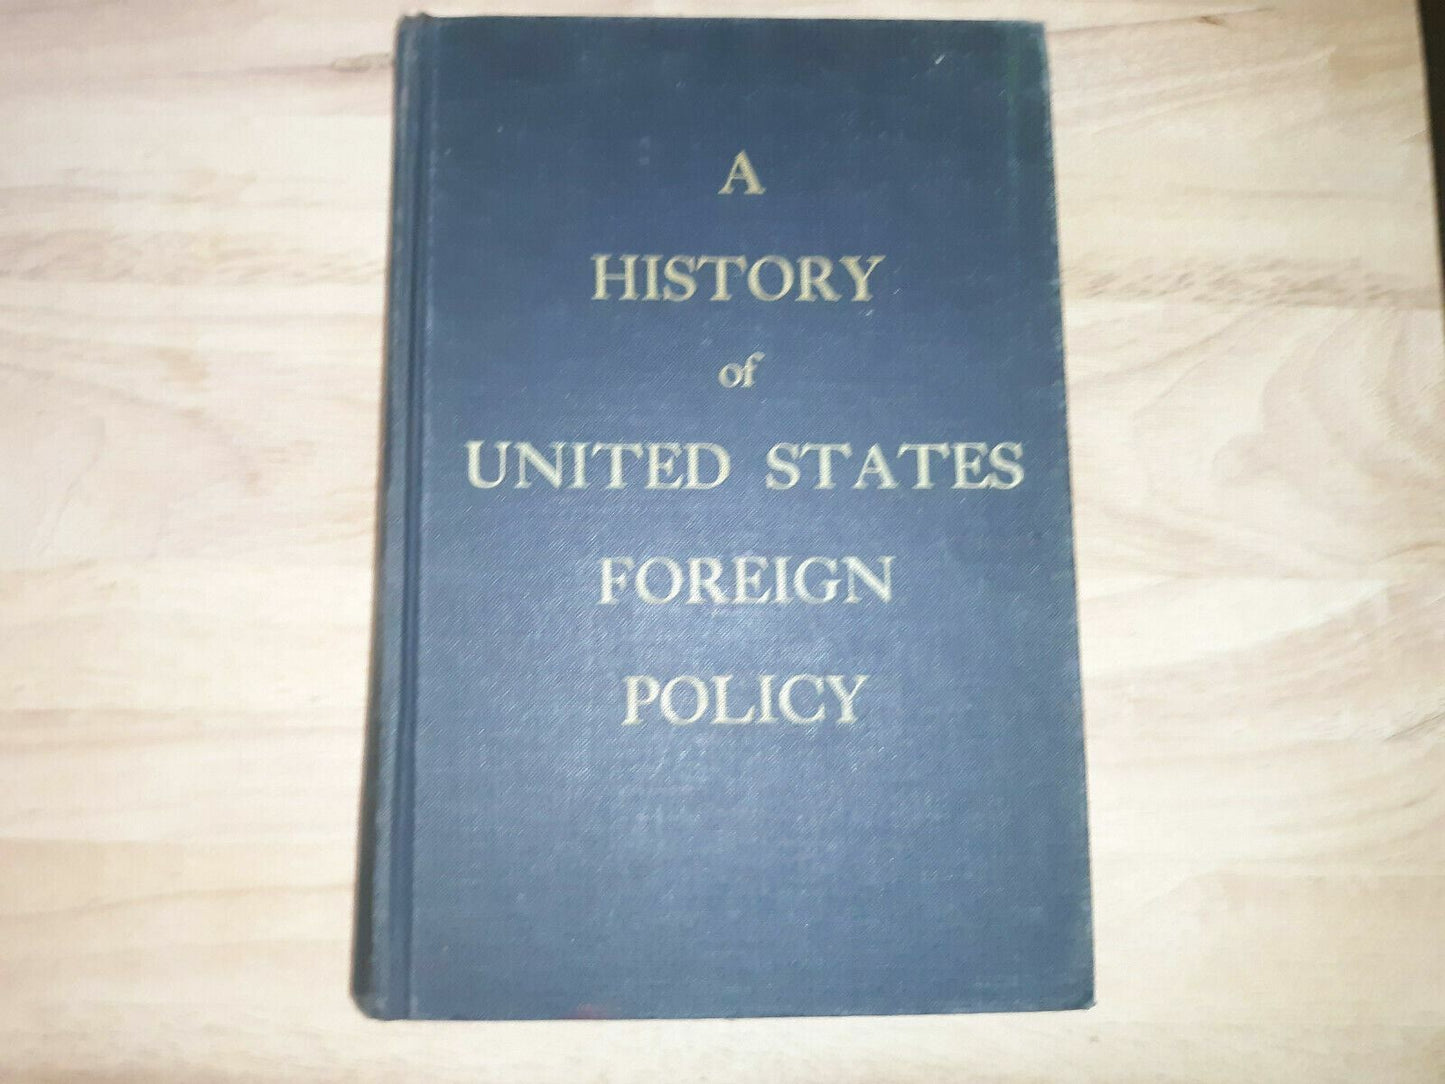 A
HISTORY
of
UNITED STATES
FOREIGN
POLICY